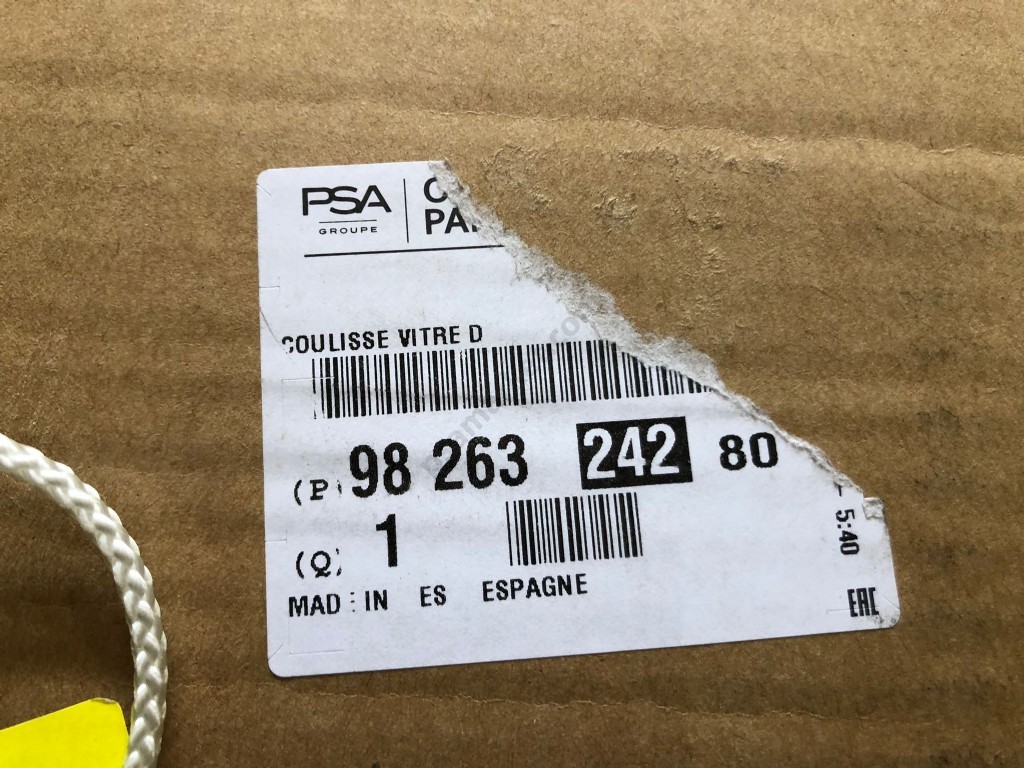 PSA
GROUPE
COULISSE VITRE D
(P) 98 263 242 80
(Q) 1
MADE IN ES ESPAGNE
5:40
EAC